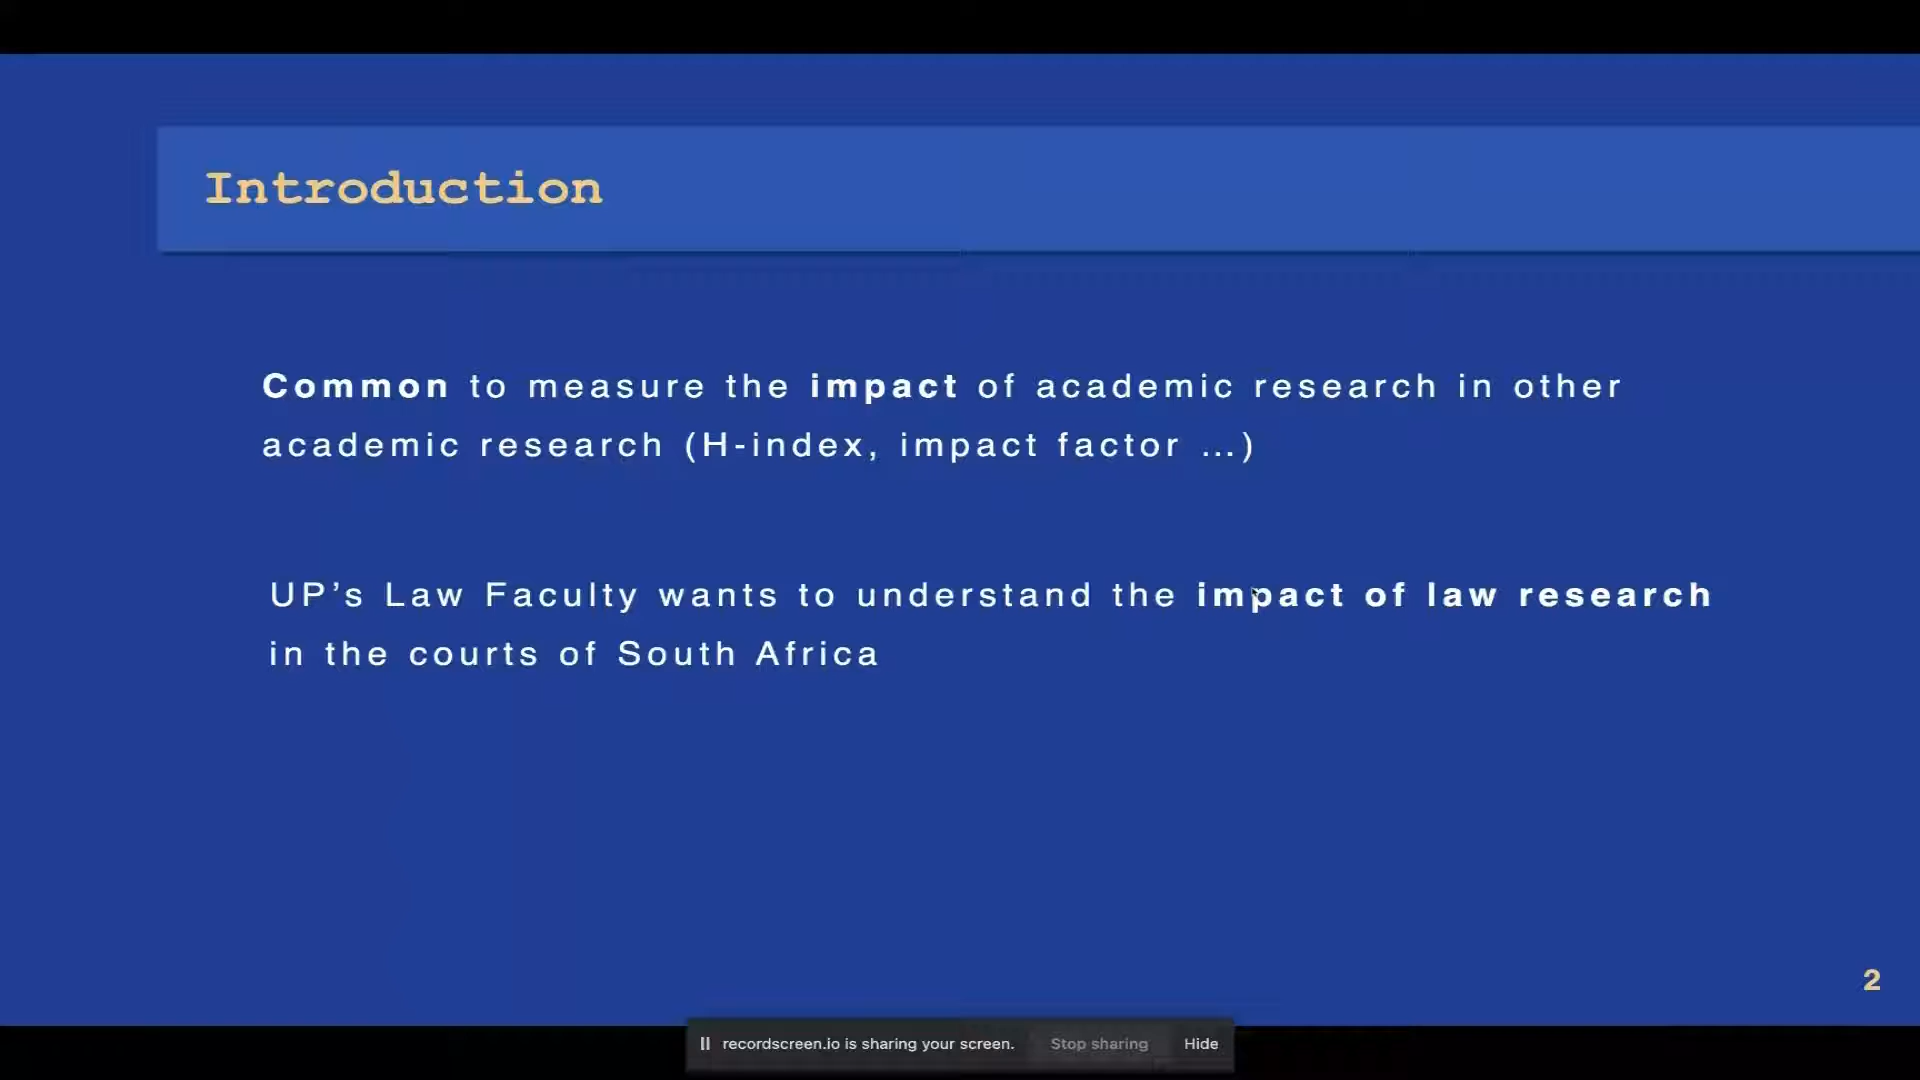 Introduction
Common to measure the impact of academic research in other
academic research (H-index, impact factor …)
UP’s Law Faculty wants to understand the impact of law research
in the courts of South Africa
2
recordscreen.io is sharing your screen. Stop sharing Hide